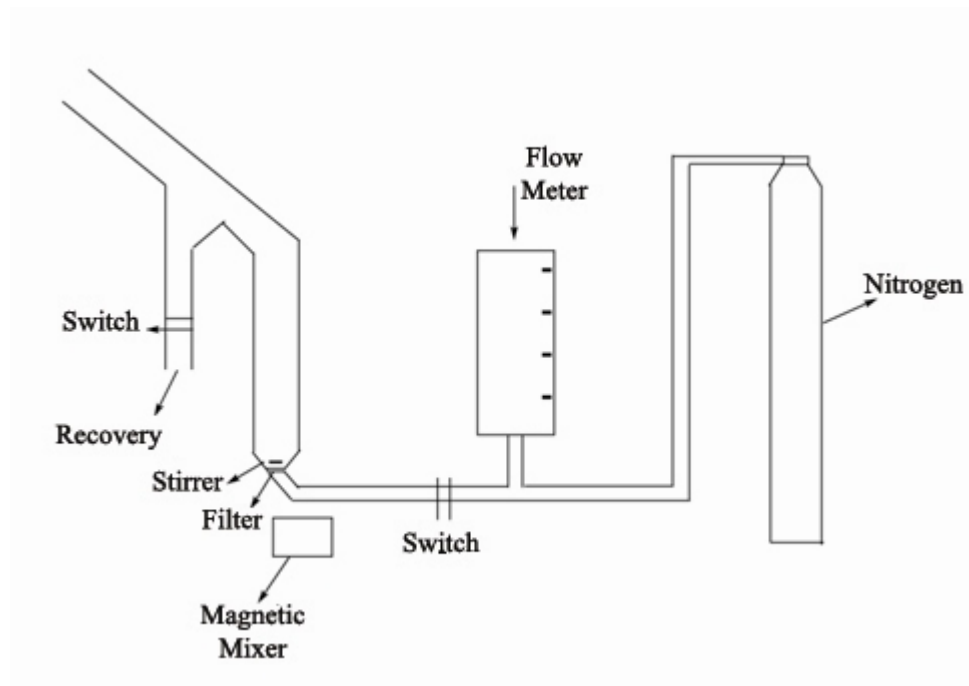 Flow
Meter
Nitrogen
Switch
Recovery
Stirrer
Filter
Switch
Magnetic
Mixer